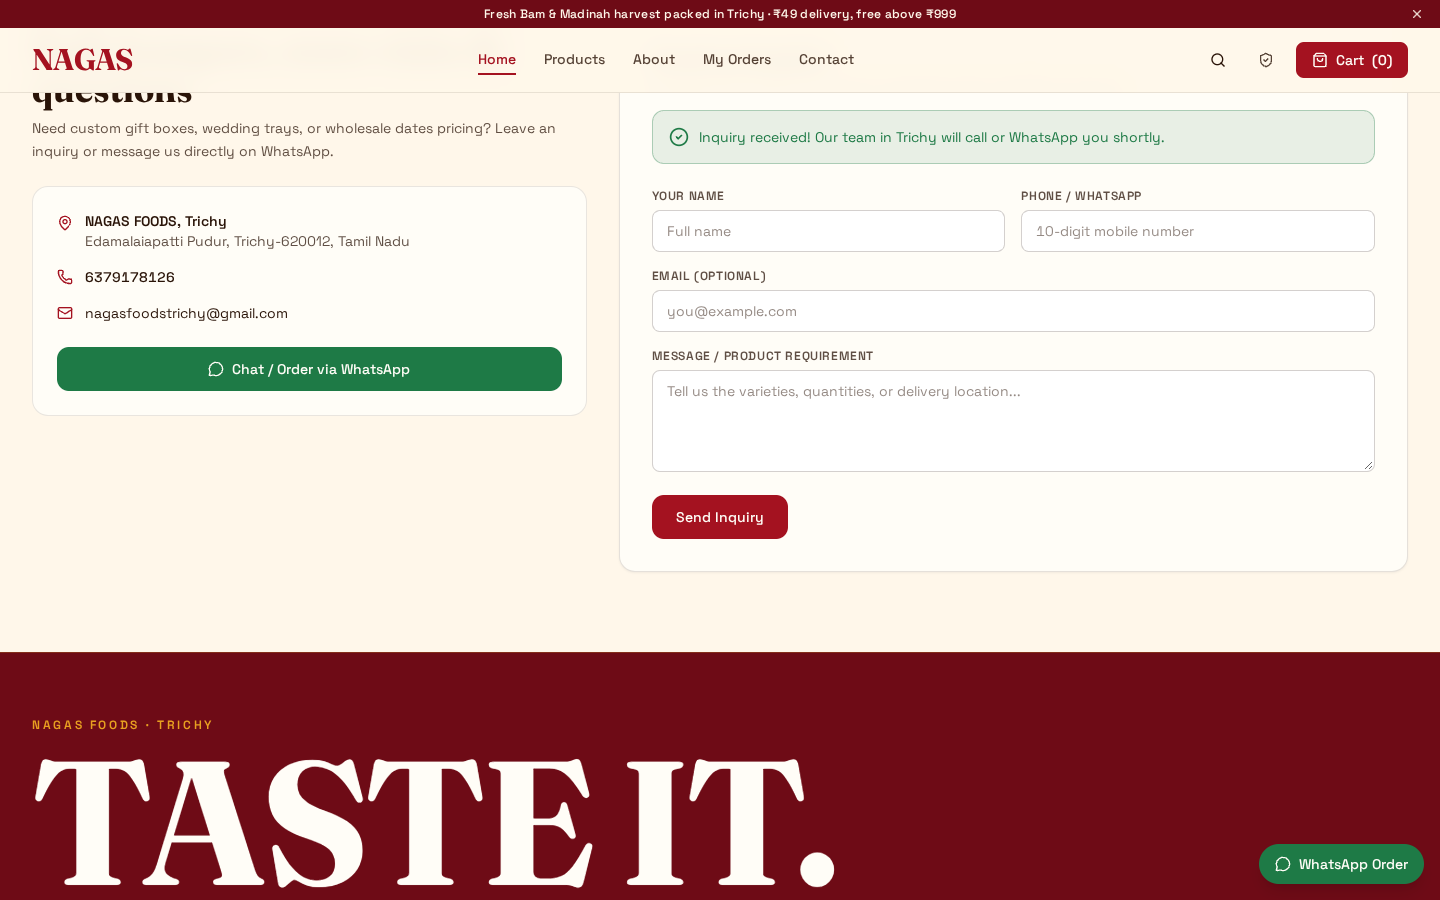 Fresh Bam & Madinah harvest packed in Trichy · ₹49 delivery, free above ₹999
NAGAS
Home
Products
About
My Orders
Contact
Cart (0)
questions
Need custom gift boxes, wedding trays, or wholesale dates pricing? Leave an
inquiry or message us directly on WhatsApp.
NAGAS FOODS, Trichy
Edamalaiapatti Pudur, Trichy-620012, Tamil Nadu
6379178126
nagasfoodstrichy@gmail.com
Chat / Order via WhatsApp
Inquiry received! Our team in Trichy will call or WhatsApp you shortly.
YOUR NAME
PHONE / WHATSAPP
Full name
10-digit mobile number
EMAIL (OPTIONAL)
you@example.com
MESSAGE / PRODUCT REQUIREMENT
Tell us the varieties, quantities, or delivery location...
Send Inquiry
NAGAS FOODS · TRICHY
TASTE IT.
WhatsApp Order